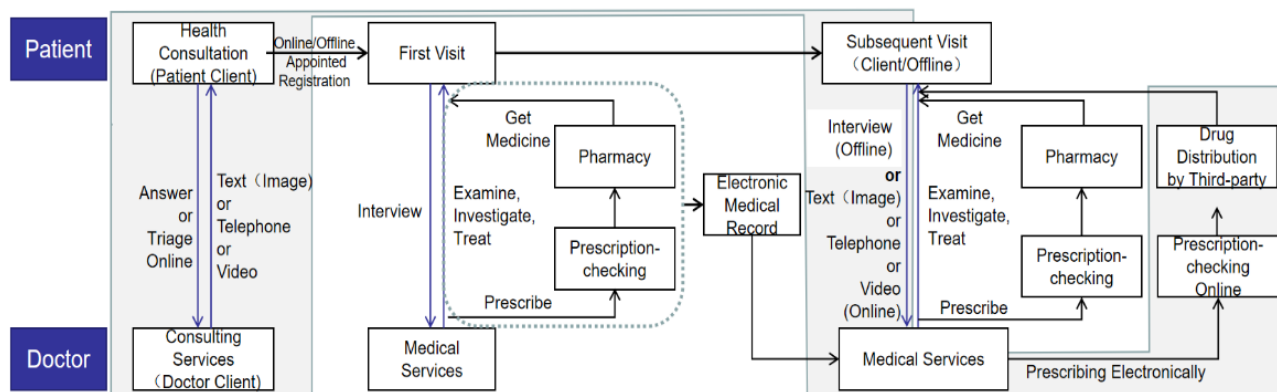 Patient
Health
Consultation
(Patient Client)
Online/Offline
Appointed
Registration
First Visit
Subsequent Visit
（Client/Offline）
Answer
or
Triage
Online
Text（Image)
or
Telephone
or
Video
Interview
Get
Medicine
Pharmacy
Examine,
Investigate,
Treat
Prescription-
checking
Prescribe
Electronic
Medical
Record
Interview
(Offline)
or
Text（Image)
or
Telephone
or
Video
(Online)
Get
Medicine
Pharmacy
Examine,
Investigate,
Treat
Prescription-
checking
Prescribe
Drug
Distribution
by Third-party
Prescription-
checking
Online
Doctor
Consulting
Services
（Doctor Client)
Medical
Services
Medical Services
Prescribing Electronically